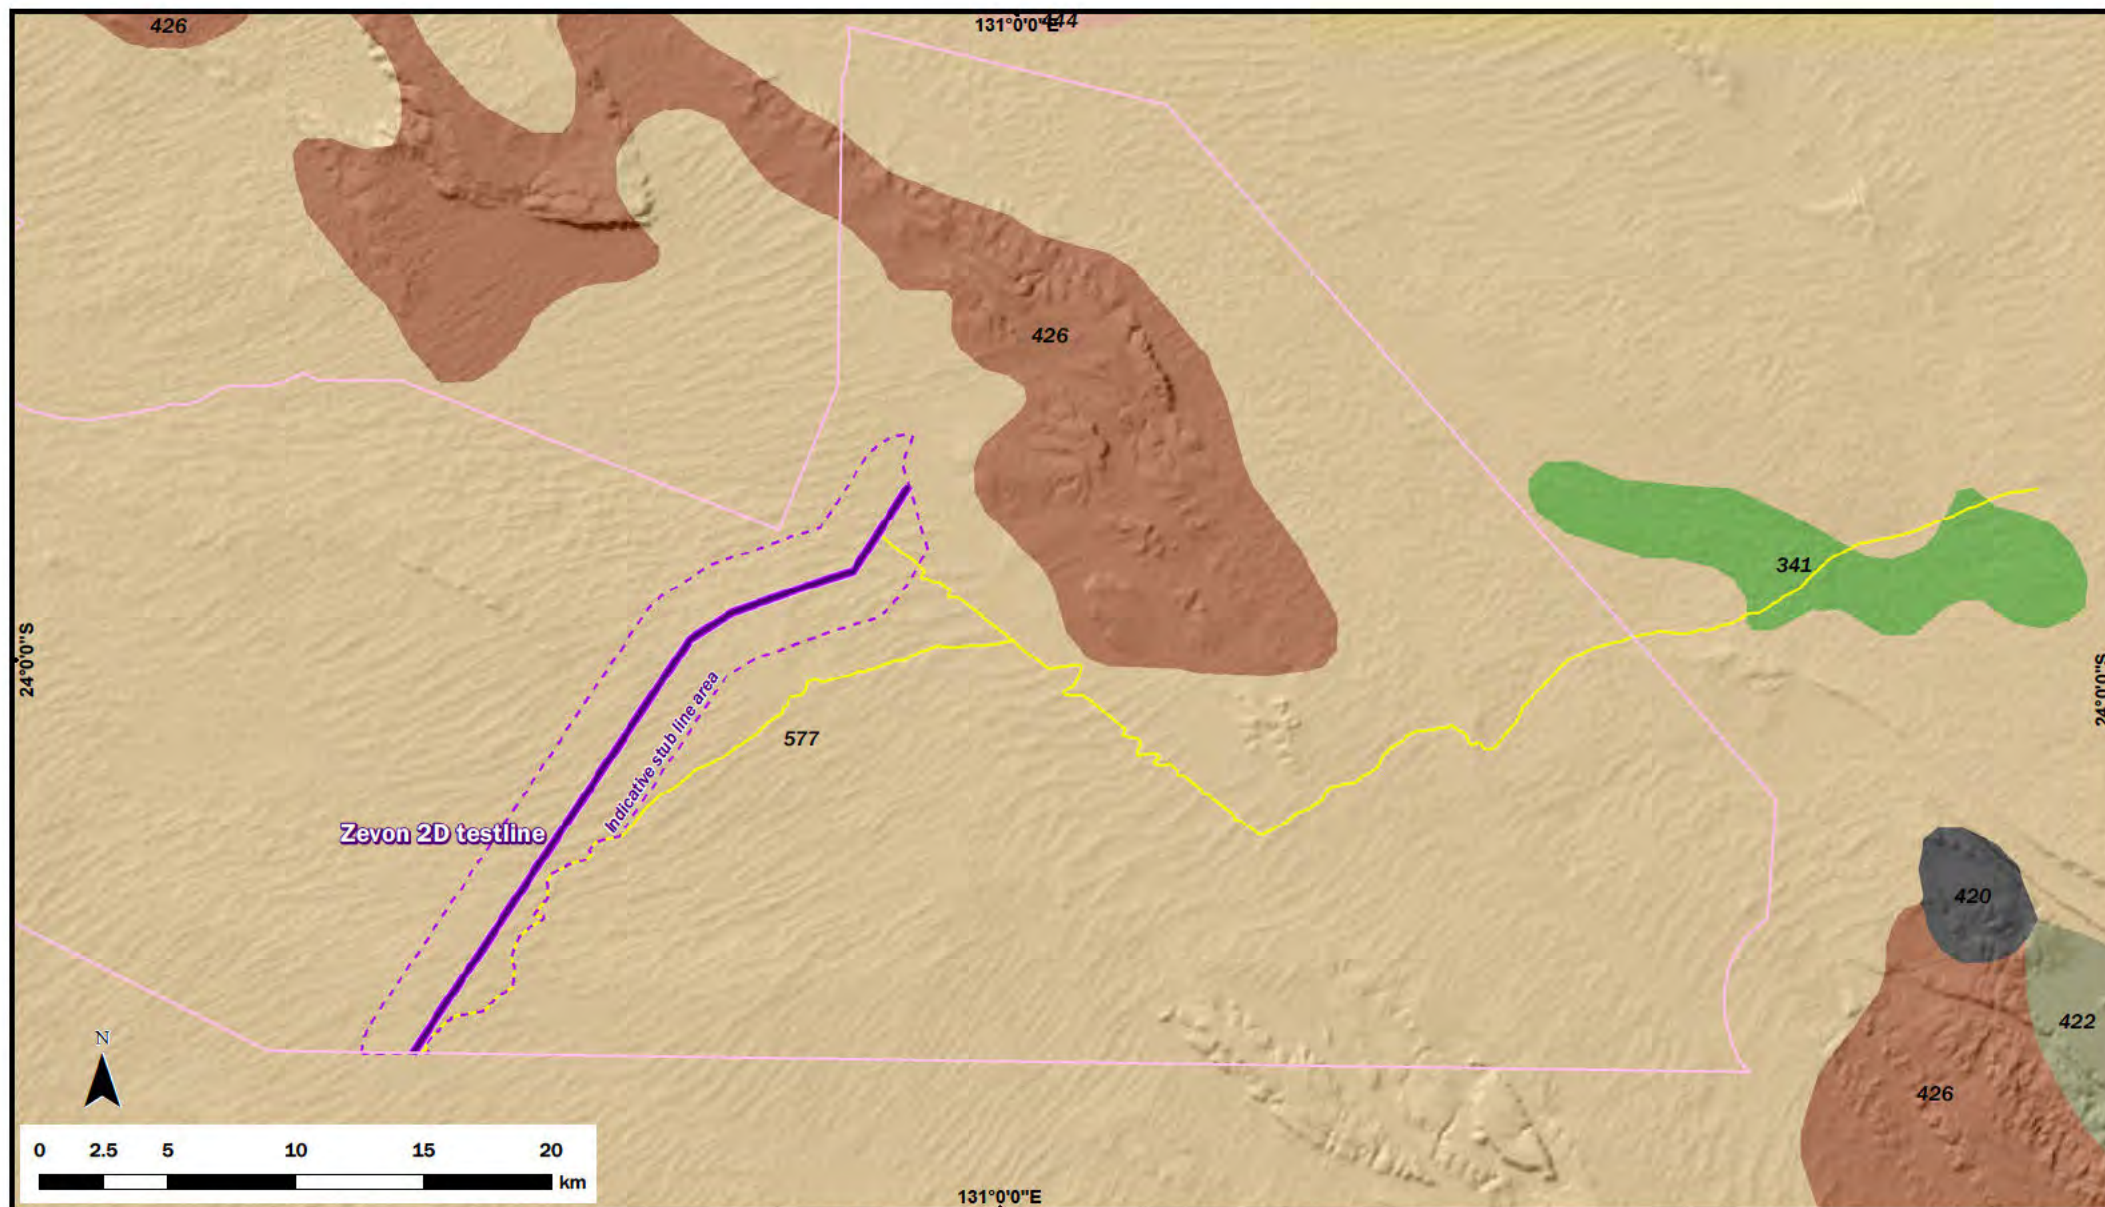 426
131°0'0"E
444
426
341
24°0'0"S
24°0'0"S
577
Indicative stub line area
Zevon 2D testline
420
422
N
426
0 2.5 5 10 15 20
km
131°0'0"E